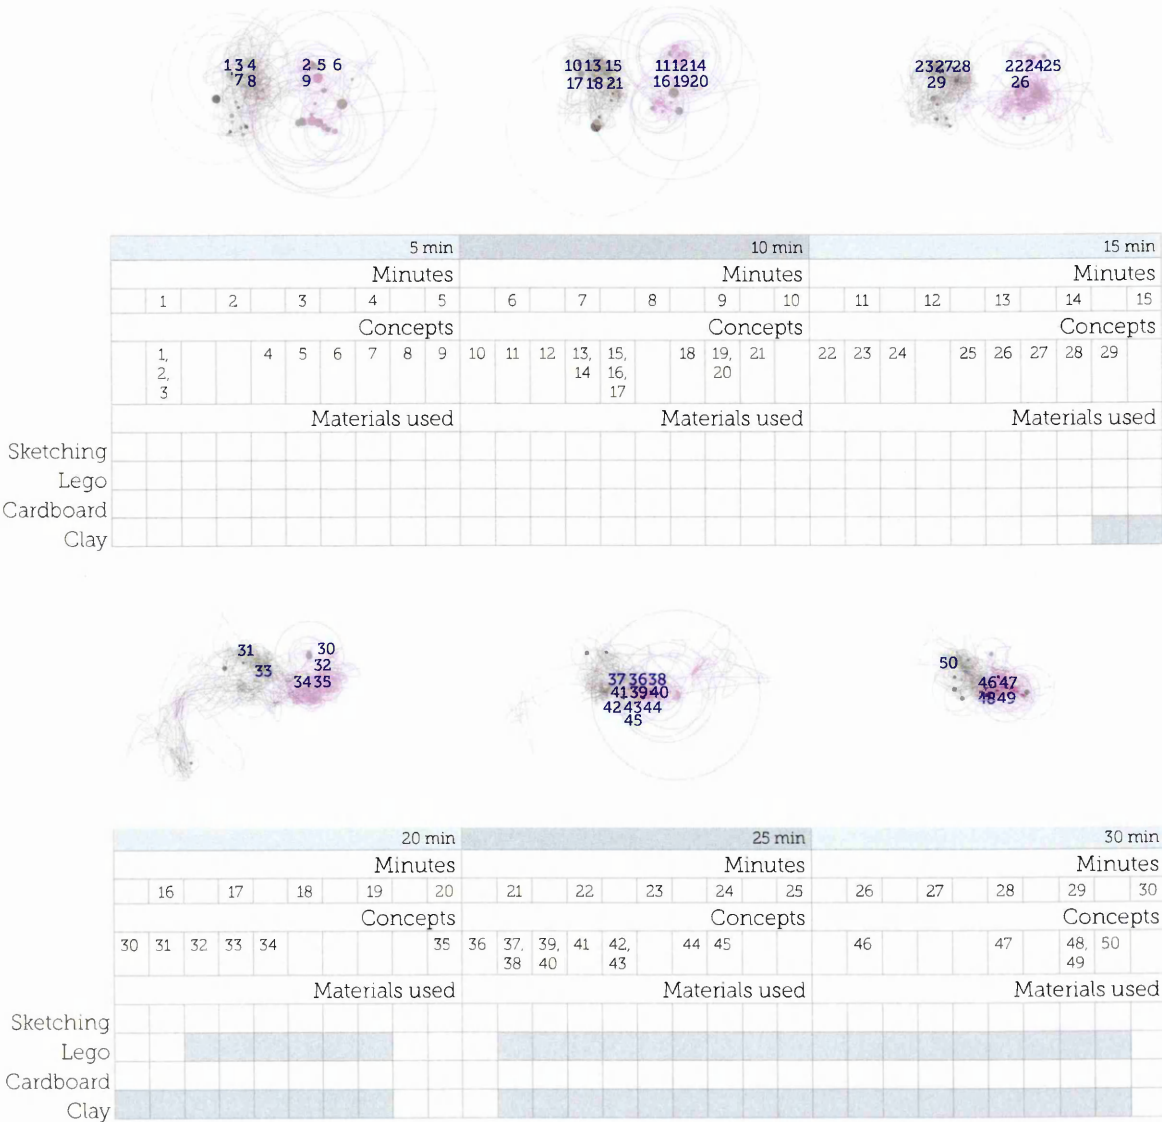 1 3 4 2 5 6
7 8 9
10 13 15 11 12 14
17 18 21 16 19 20
23 27 28 22 24 25
29 26
5 min 10 min 15 min
Minutes Minutes Minutes
1 2 3 4 5 6 7 8 9 10 11 12 13 14 15
Concepts Concepts Concepts
1, 4 5 6 7 8 9 10 11 12 13, 15, 18 19, 21 22 23 24 25 26 27 28 29
2, 14 16, 20
3 17
Materials used Materials used Materials used
Sketching
Lego
Cardboard
Clay
31 30
33 32
34 35
37 36 38
41 39 40
42 43 44
45
50
46 47
48 49
20 min 25 min 30 min
Minutes Minutes Minutes
16 17 18 19 20 21 22 23 24 25 26 27 28 29 30
Concepts Concepts Concepts
30 31 32 33 34 35 36 37, 39, 41 42, 44 45 46 47 48, 50
38 40 43 49
Materials used Materials used Materials used
Sketching
Lego
Cardboard
Clay